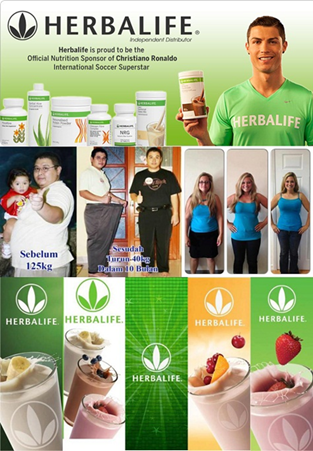 HERBALIFE®
Independent Distributor
Herbalife is proud to be the
Official Nutrition Sponsor of Christiano Ronaldo
International Soccer Superstar
HERBALIFE
NRG
Sebelum
125kg
Sesudah
Turun 40kg
Dalam 10 Bulan
HERBALIFE.
HERBALIFE.
HERBALIFE.
HERBALIFE.
HERBALIFE.